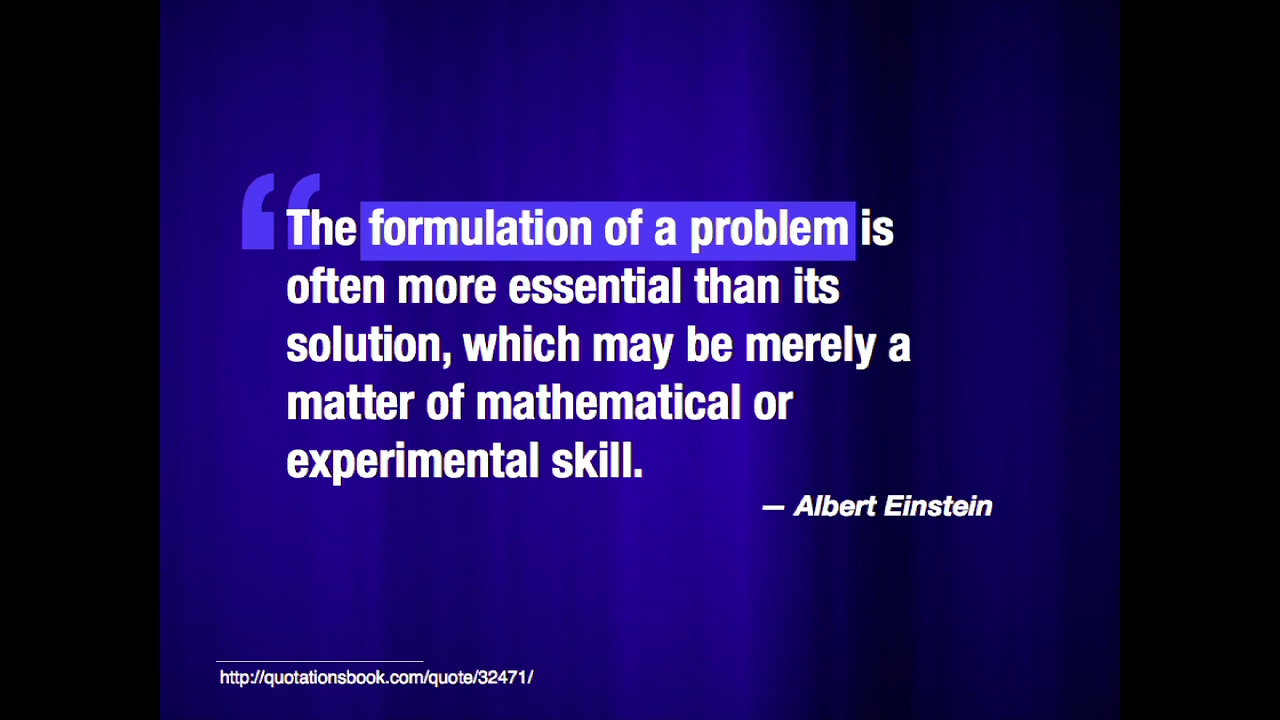 “The formulation of a problem is
often more essential than its
solution, which may be merely a
matter of mathematical or
experimental skill.
— Albert Einstein
http://quotationsbook.com/quote/32471/